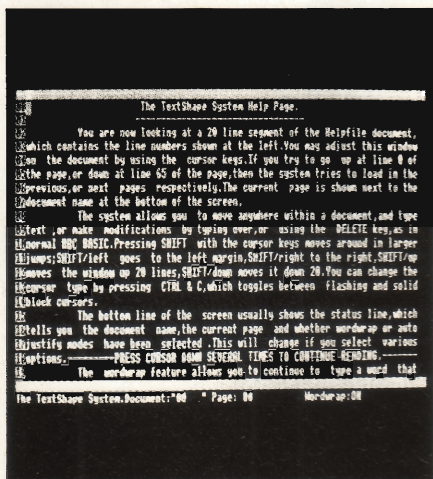 The TextShape System Help Page.
You are now looking at a 20 line segment of the Helpfile document,
which contains the line numbers shown at the left.You may adjust this window
on the document by using the cursor keys.If you try to go up at line 0 of
the page,or down at line 65 of the page,then the system tries to load in the
previous,or next pages respectively.The current page is shown next to the
document name at the bottom of the screen.
The system allows you to move anywhere within a document,and type
text ,or make modifications by typing over,or using the DELETE key,as in
normal BBC BASIC.Pressing SHIFT with the cursor keys moves around in larger
jumps;SHIFT/left goes to the left margin,SHIFT/right to the right,SHIFT/up
moves the window up 20 lines,SHIFT/down moves it down 20.You can change the
cursor type by pressing CTRL & C,which toggles between flashing and solid
block cursors.
The bottom line of the screen usually shows the status line,which
tells you the document name,the current page and whether wordwrap or auto
justify modes have been selected .This will change if you select various
options.--------PRESS CURSOR DOWN SEVERAL TIMES TO CONTINUE READING.------
The wordwrap feature allows you to continue to type a word that
The TextShape System.Document:"00 " Page: 00 Wordwrap:ON